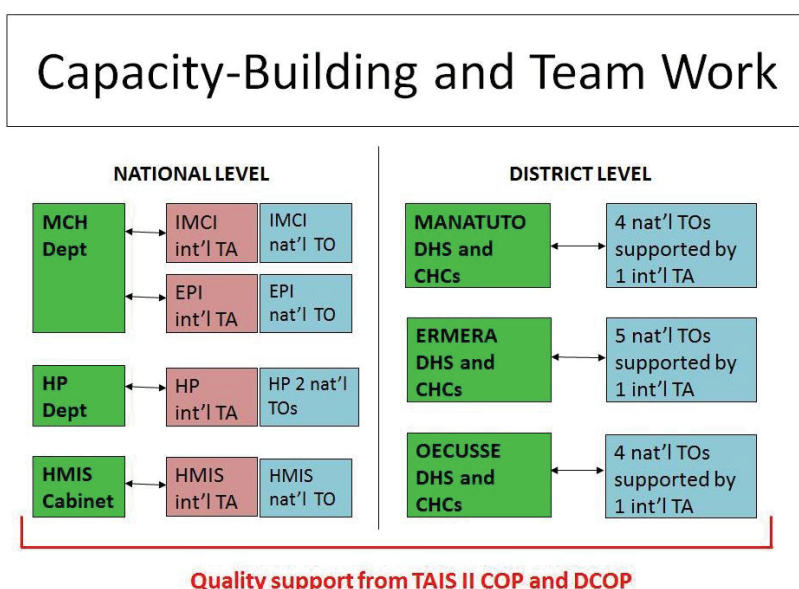 Capacity-Building and Team Work
NATIONAL LEVEL
MCH
Dept
IMCI
int'l TA
IMCI
nat'l TO
EPI
int'l TA
EPI
nat'l TO
HP
Dept
HP
int'l TA
HP 2 nat'l
TOs
HMIS
Cabinet
HMIS
int'l TA
HMIS
nat'l TO
DISTRICT LEVEL
MANATUTO
DHS and
CHCs
4 nat'l TOs
supported by
1 int'l TA
ERMERA
DHS and
CHCs
5 nat'l TOs
supported by
1 int'l TA
OECUSSE
DHS and
CHCs
4 nat'l TOs
supported by
1 int'l TA
Quality support from TAIS II COP and DCOP